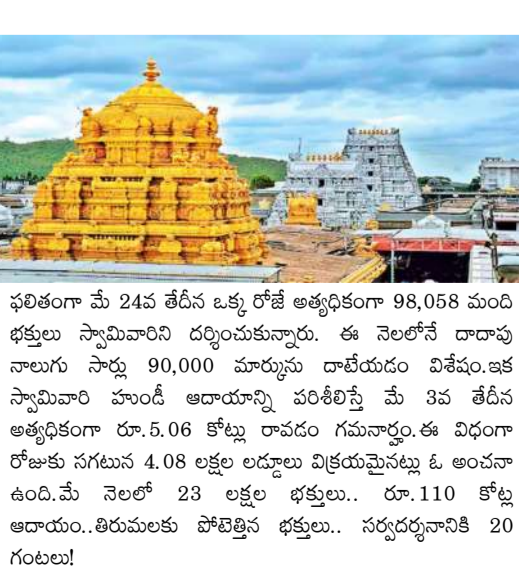 ఫలితంగా మే 24వ తేదీన ఒక్క రోజే అత్యధికంగా 98,058 మంది
భక్తులు స్వామివారిని దర్శించుకున్నారు. ఈ నెలలోనే దాదాపు
నాలుగు సార్లు 90,000 మార్కును దాటేయడం విశేషం.ఇక
స్వామివారి హుండీ ఆదాయాన్ని పరిశీలిస్తే మే 3వ తేదీన
అత్యధికంగా రూ.5.06 కోట్లు రావడం గమనార్హం.ఈ విధంగా
రోజుకు సగటున 4.08 లక్షల లడ్డూలు విక్రయమైనట్లు ఓ అంచనా
ఉంది.మే నెలలో 23 లక్షల భక్తులు.. రూ.110 కోట్ల
ఆదాయం..తిరుమలకు పోటెత్తిన భక్తులు.. సర్వదర్శనానికి 20
గంటలు!